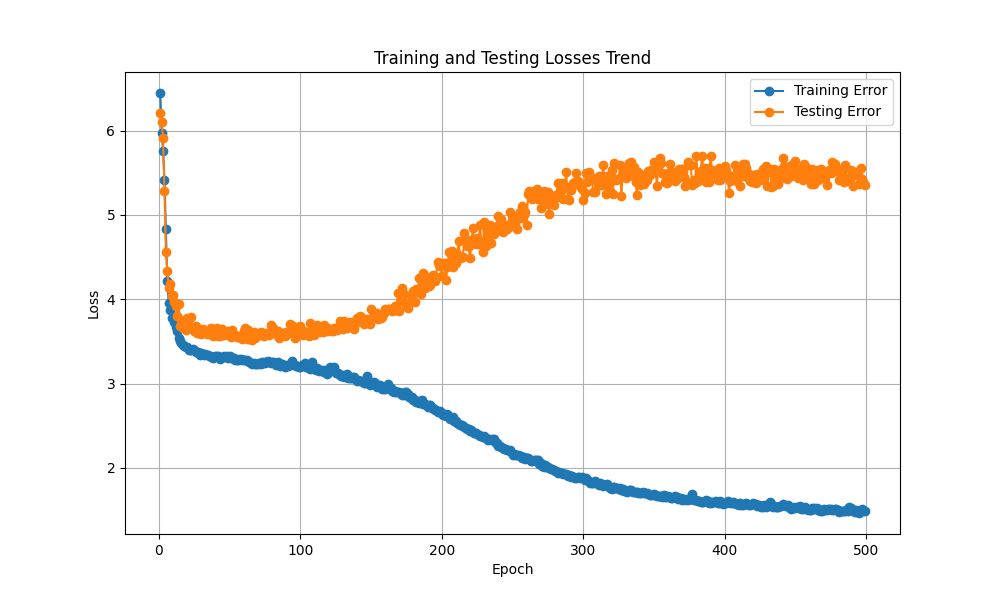 Training and Testing Losses Trend
Training Error
Testing Error
6
5
4
3
2
Loss
0
100
200
300
400
500
Epoch